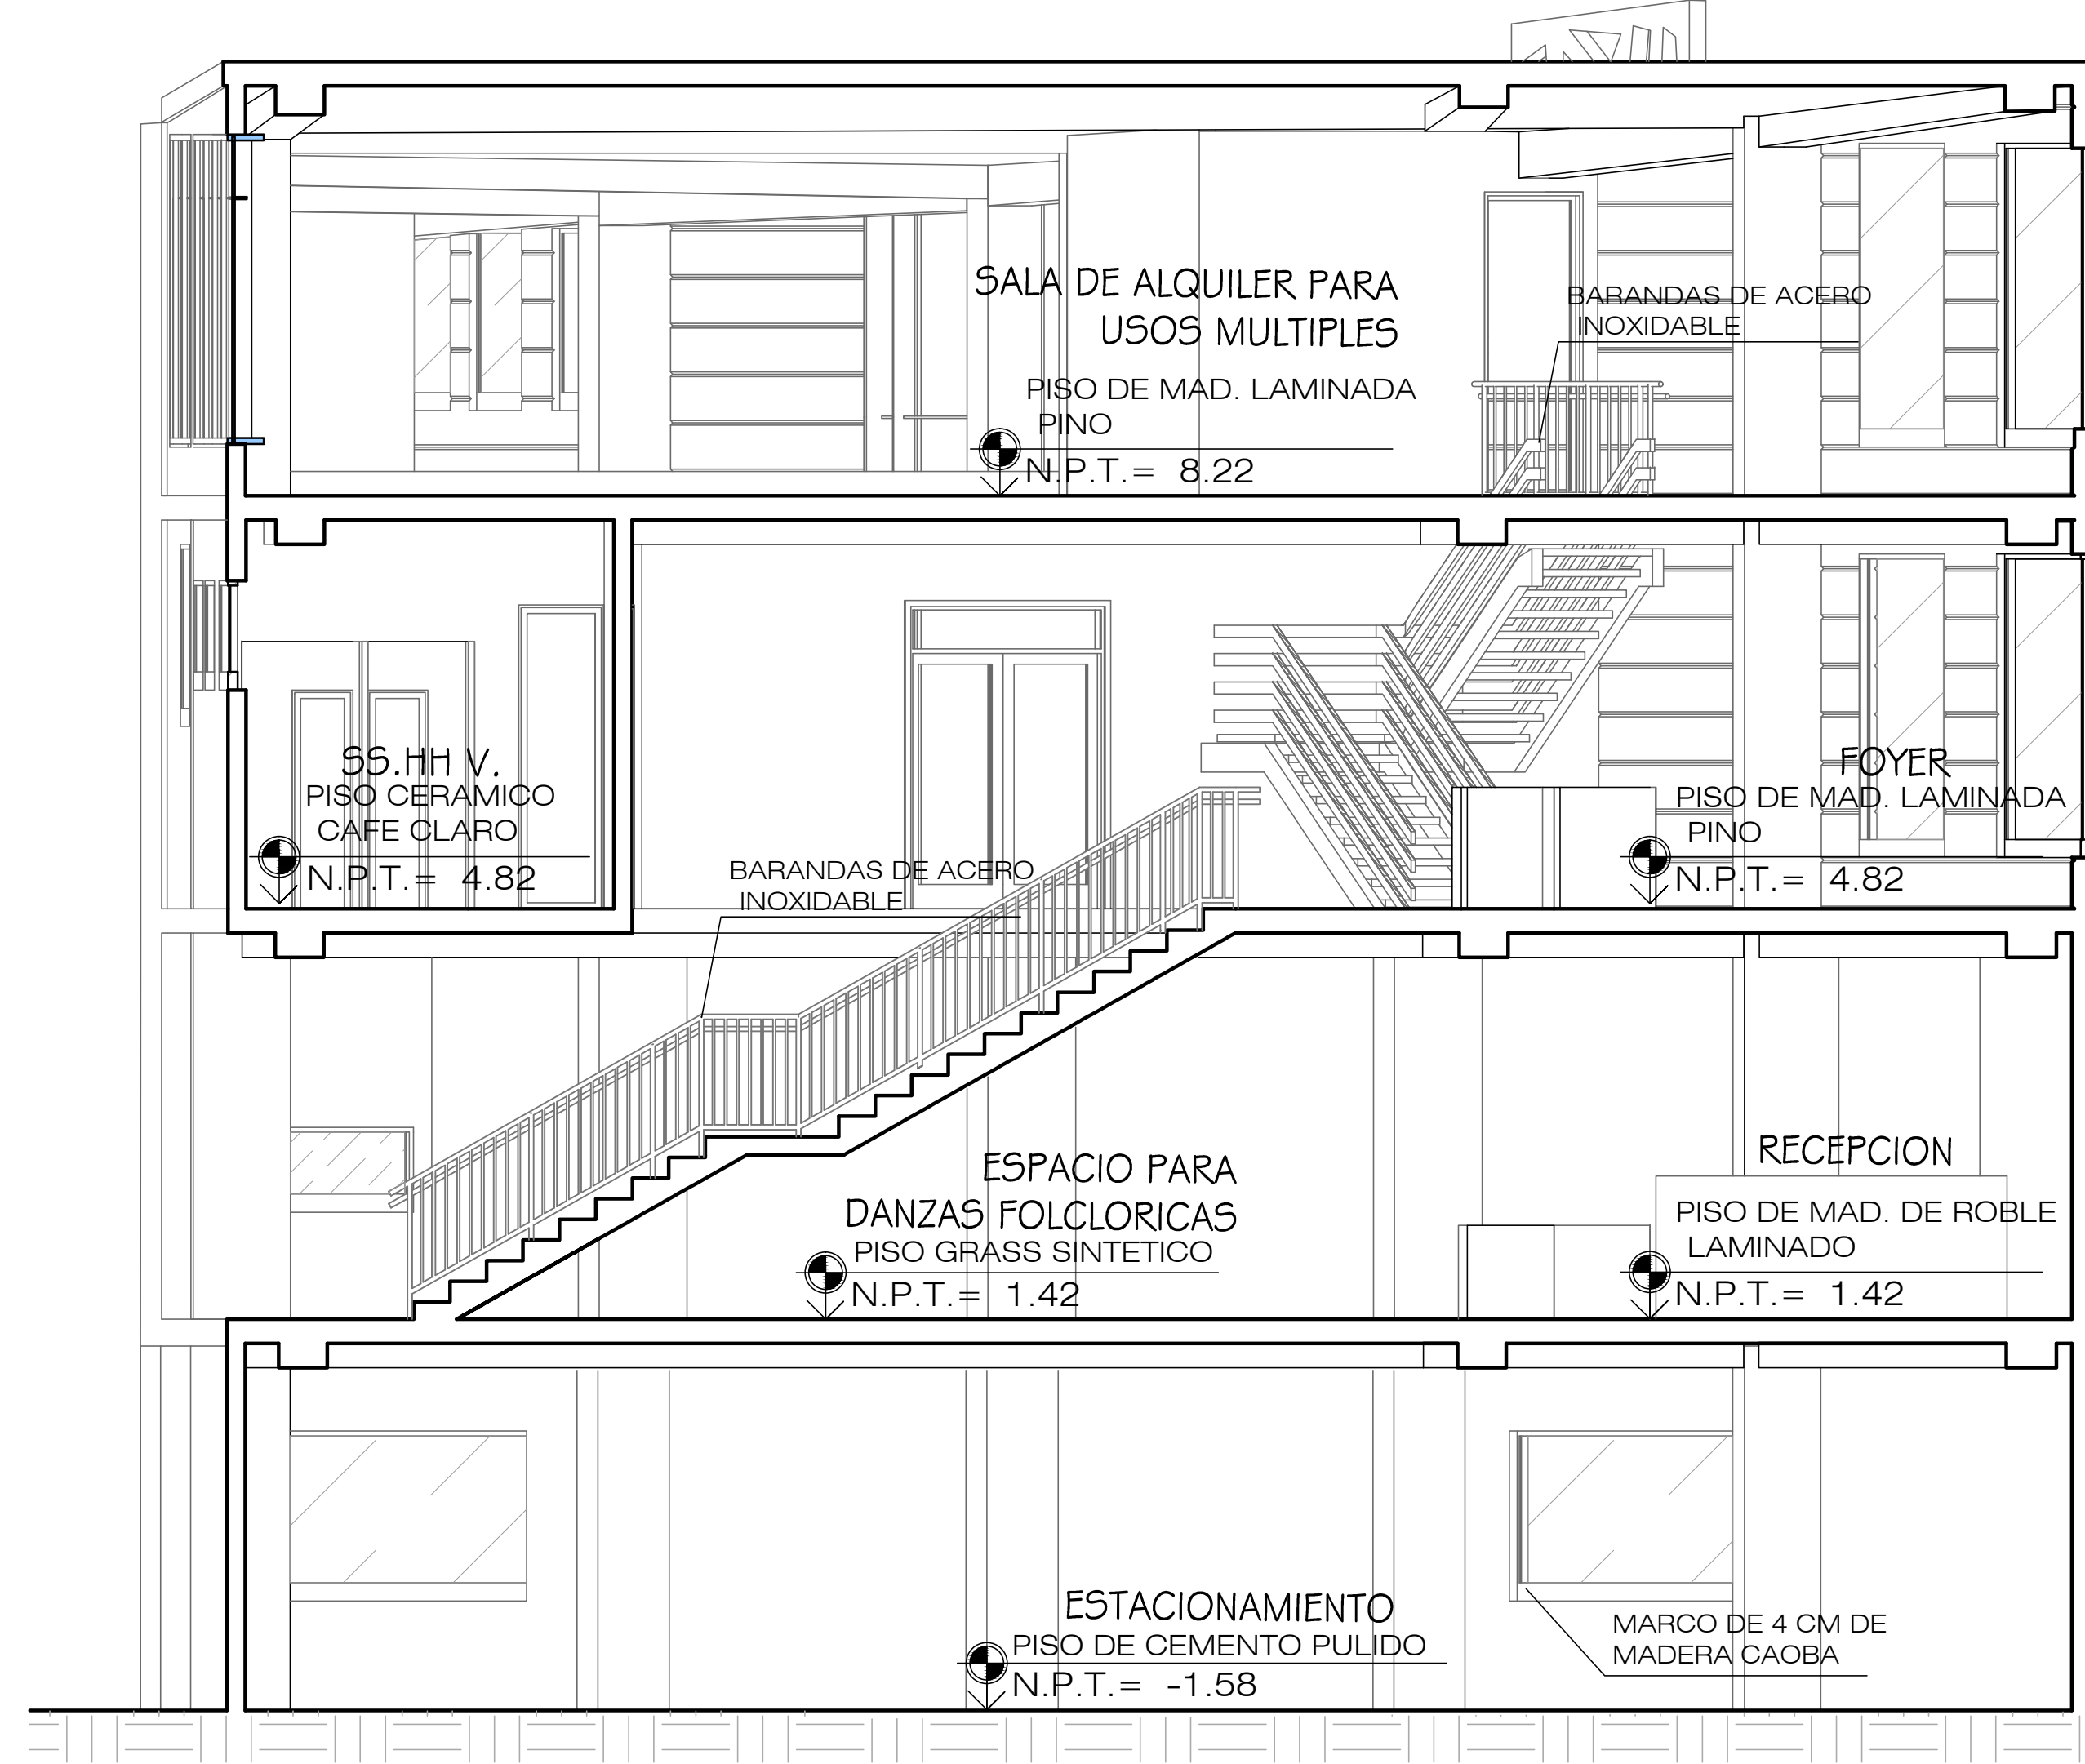 SALA DE ALQUILER PARA
USOS MULTIPLES
PISO DE MAD. LAMINADA
PINO
N.P.T.= 8.22
BARANDAS DE ACERO
INOXIDABLE
SS.HH V.
PISO CERAMICO
CAFE CLARO
N.P.T.= 4.82
BARANDAS DE ACERO
INOXIDABLE
FOYER
PISO DE MAD. LAMINADA
PINO
N.P.T.= 4.82
ESPACIO PARA
DANZAS FOLCLORICAS
PISO GRASS SINTETICO
N.P.T.= 1.42
RECEPCION
PISO DE MAD. DE ROBLE
LAMINADO
N.P.T.= 1.42
ESTACIONAMIENTO
PISO DE CEMENTO PULIDO
N.P.T.= -1.58
MARCO DE 4 CM DE
MADERA CAOBA